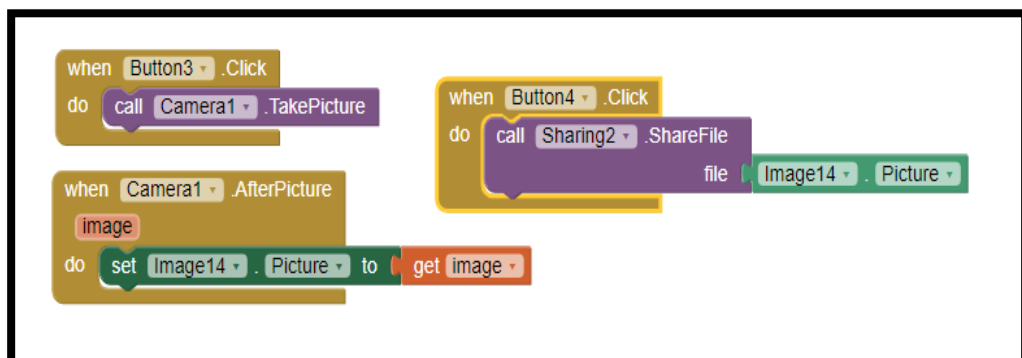 when Button3 .Click
do call Camera1 .TakePicture
when Camera1 .AfterPicture
image
do set Image14 . Picture to get image
when Button4 .Click
do call Sharing2 .ShareFile
file Image14 . Picture